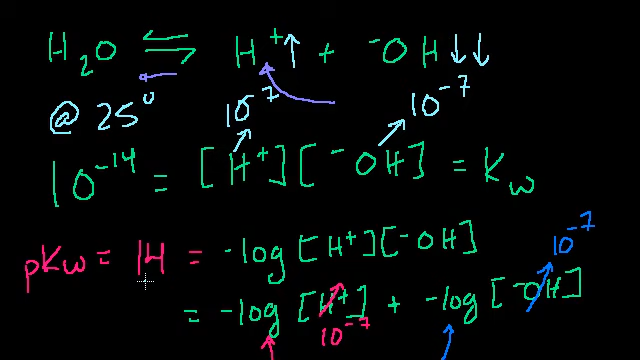 H₂O ⇌ H⁺↑ + ⁻OH↓↓
@ 25° 10⁻⁷ 10⁻⁷
10⁻¹⁴ = [H⁺][⁻OH] = Kw
pKw = 14 = -log [H⁺][⁻OH]
10⁻⁷
= -log [H⁺] + -log [⁻OH]
10⁻⁷